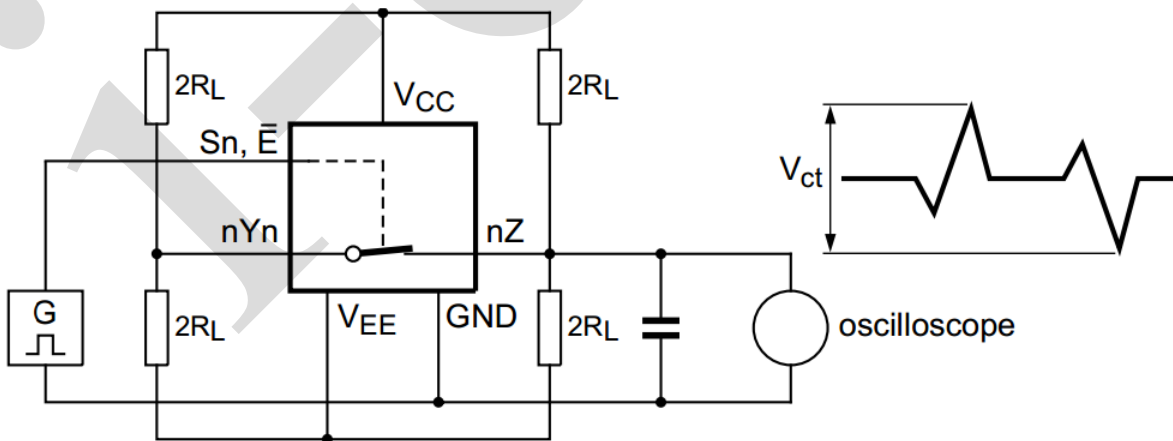 2RL
2RL
VCC
Sn, E̅
Vct
nYn
nZ
G
2RL
VEE
GND
2RL
oscilloscope